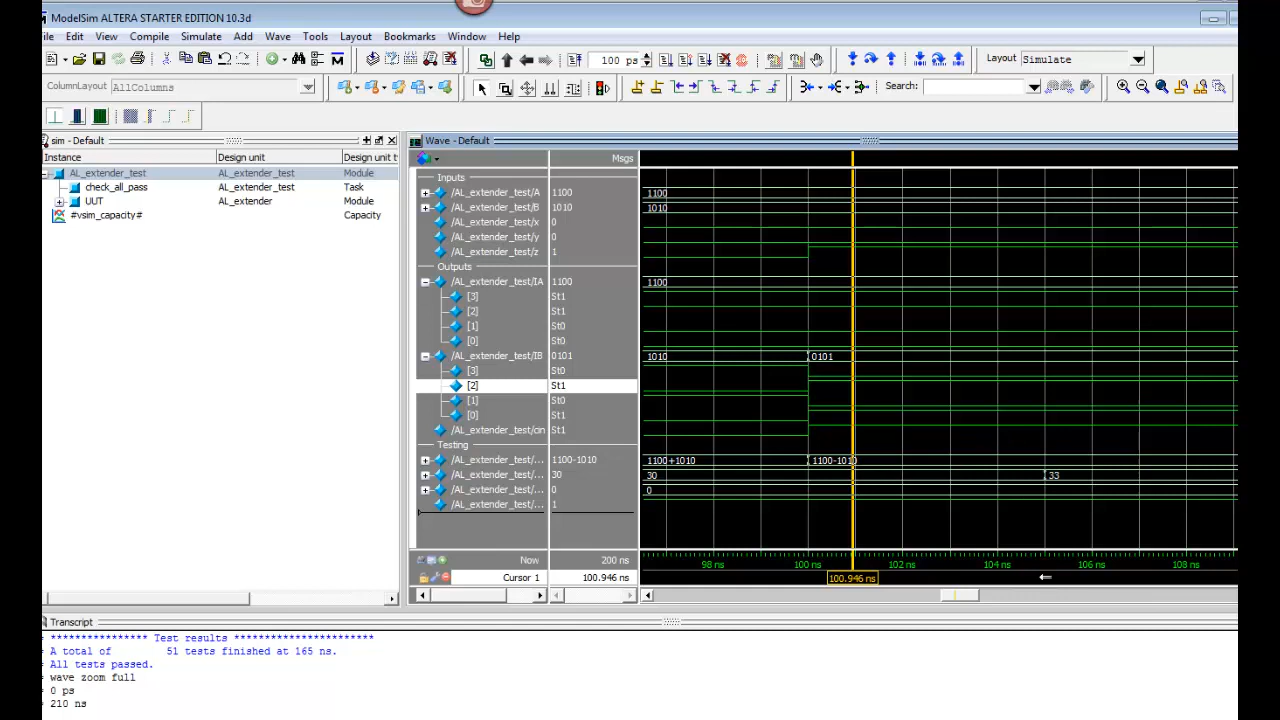 ModelSim ALTERA STARTER EDITION 10.3d
ile Edit View Compile Simulate Add Wave Tools Layout Bookmarks Window Help
100 ps
Layout Simulate
ColumnLayout AllColumns
Search:
sim - Default
Instance Design unit Design unit t
AL_extender_test AL_extender_test Module
check_all_pass AL_extender_test Task
UUT AL_extender Module
#vsim_capacity# Capacity
Wave - Default
Msgs
Inputs
/AL_extender_test/A 1100 1100
/AL_extender_test/B 1010 1010
/AL_extender_test/x 0
/AL_extender_test/y 0
/AL_extender_test/z 1
Outputs
/AL_extender_test/IA 1100 1100
[3] St1
[2] St1
[1] St0
[0] St0
/AL_extender_test/IB 0101 1010 0101
[3] St0
[2] St1
[1] St0
[0] St1
/AL_extender_test/cin St1
Testing
/AL_extender_test/... 1100-1010 1100+1010 1100-1010
/AL_extender_test/... 30 30 33
/AL_extender_test/... 0 0
/AL_extender_test/... 1
Now 200 ns 98 ns 100 ns 102 ns 104 ns 106 ns 108 ns
Cursor 1 100.946 ns 100.946 ns
Transcript
**************** Test results ***********************
A total of 51 tests finished at 165 ns.
All tests passed.
wave zoom full
0 ps
210 ns